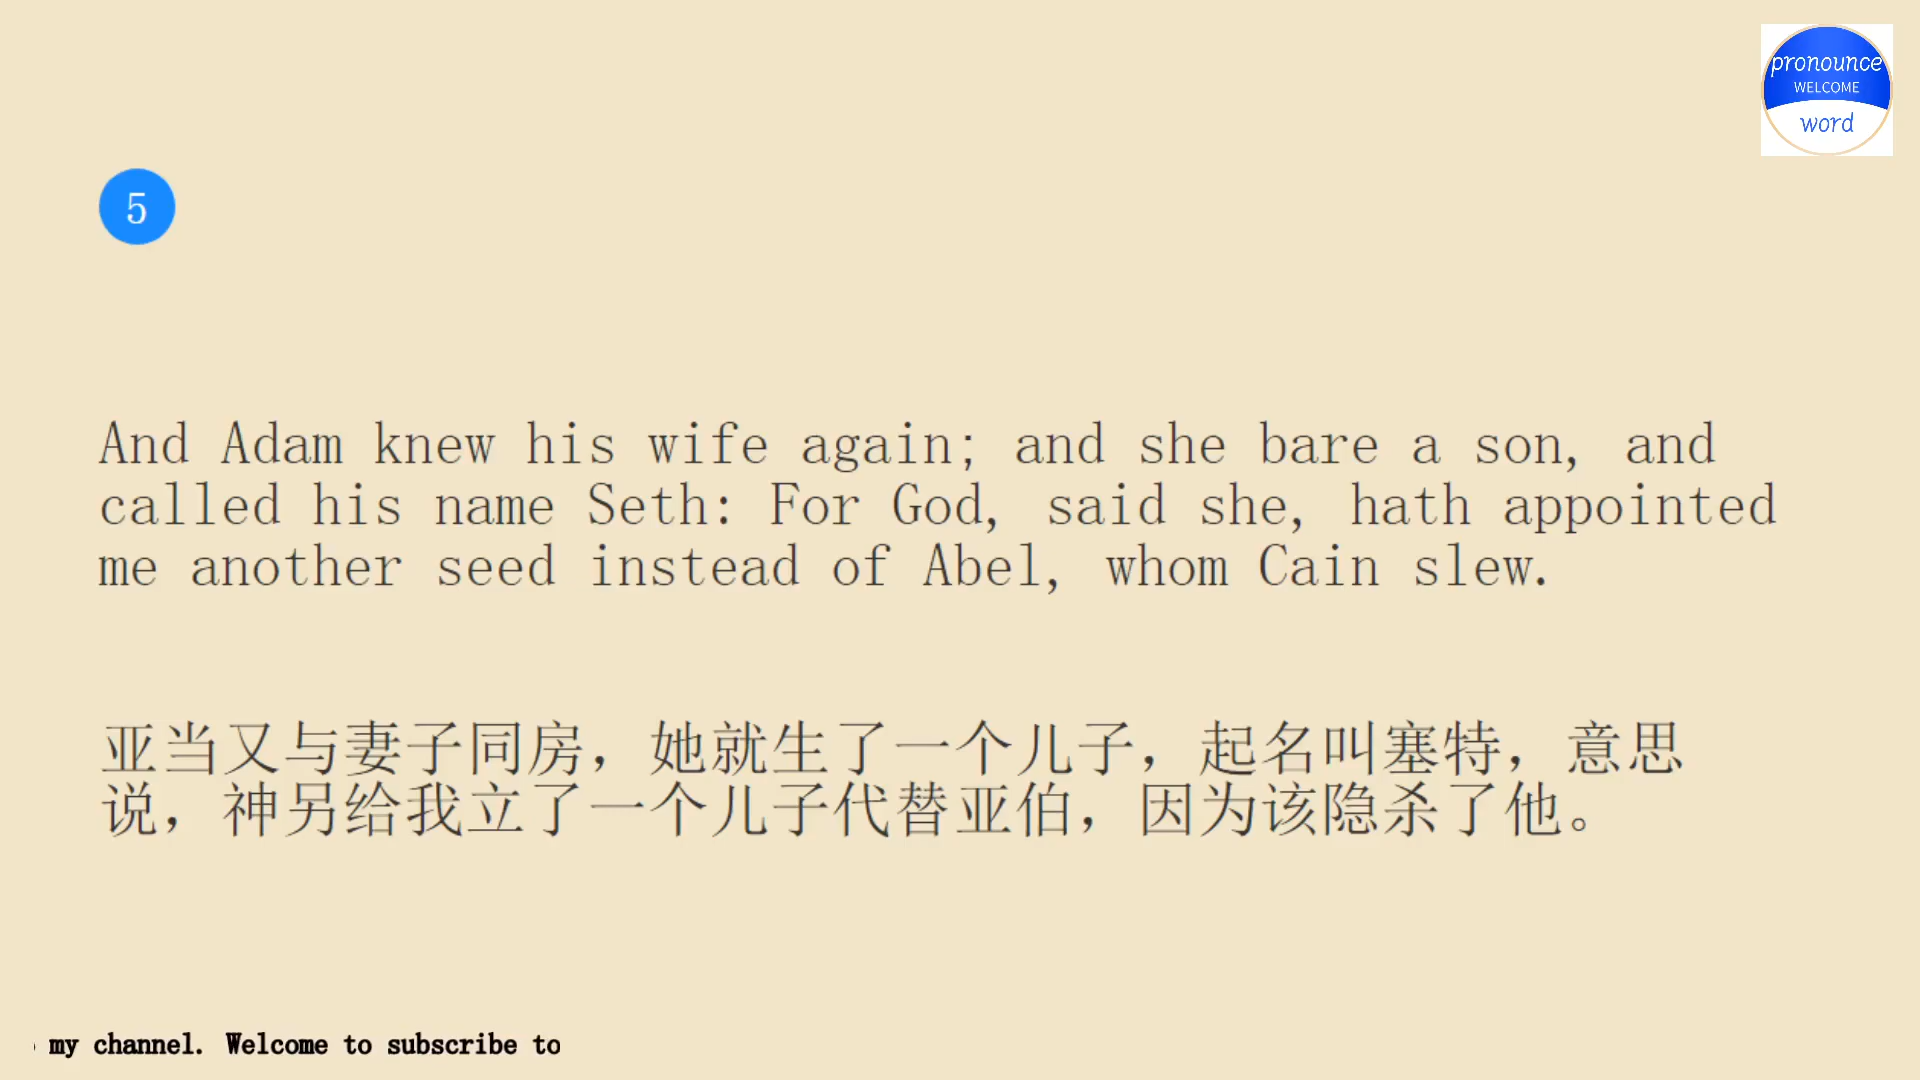 pronounce
WELCOME
word
5
And Adam knew his wife again; and she bare a son, and
called his name Seth: For God, said she, hath appointed
me another seed instead of Abel, whom Cain slew.
亚当又与妻子同房，她就生了一个儿子，起名叫塞特，意思
说，神另给我立了一个儿子代替亚伯，因为该隐杀了他。
my channel. Welcome to subscribe to